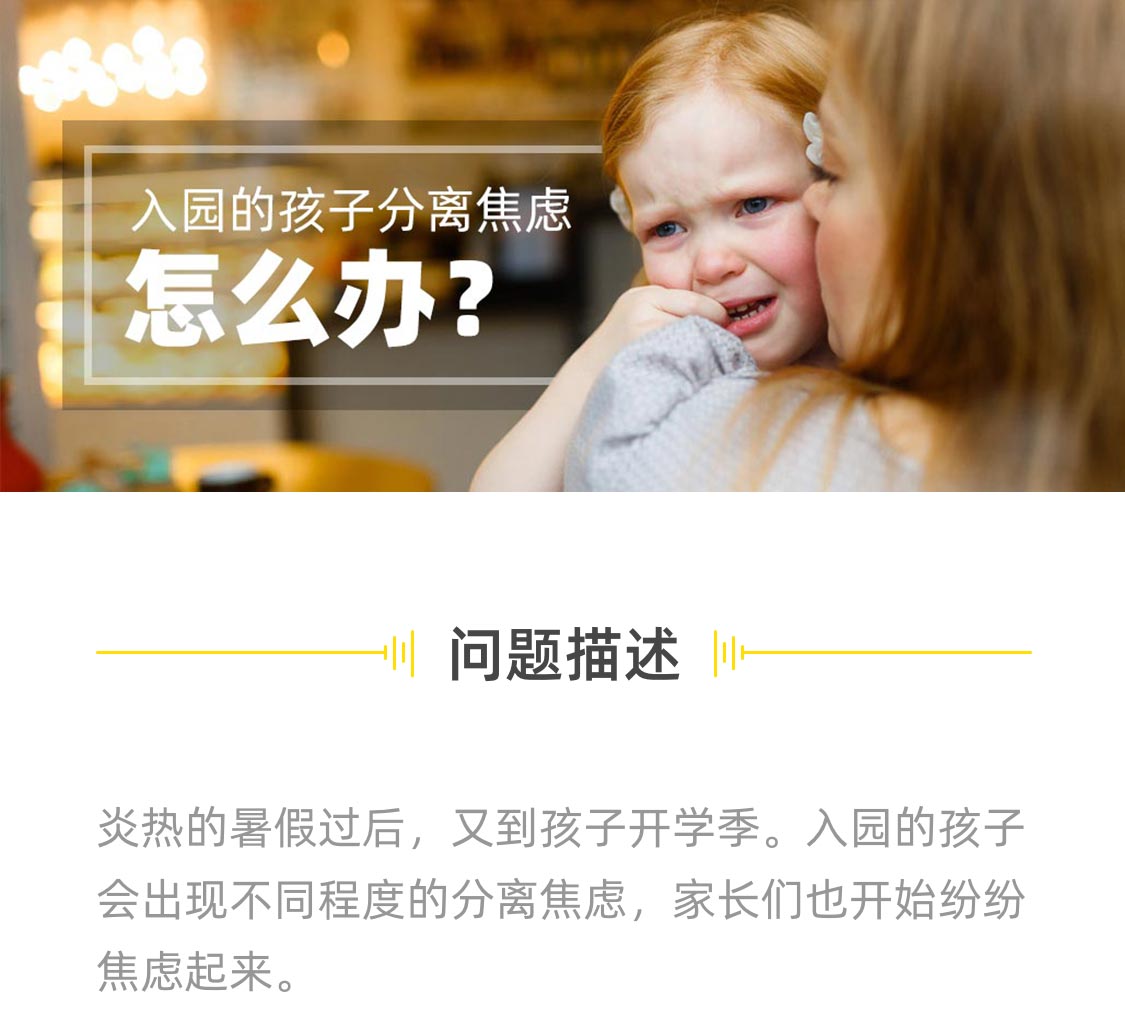 入园的孩子分离焦虑
怎么办?
问题描述
炎热的暑假过后，又到孩子开学季。入园的孩子
会出现不同程度的分离焦虑，家长们也开始纷纷
焦虑起来。